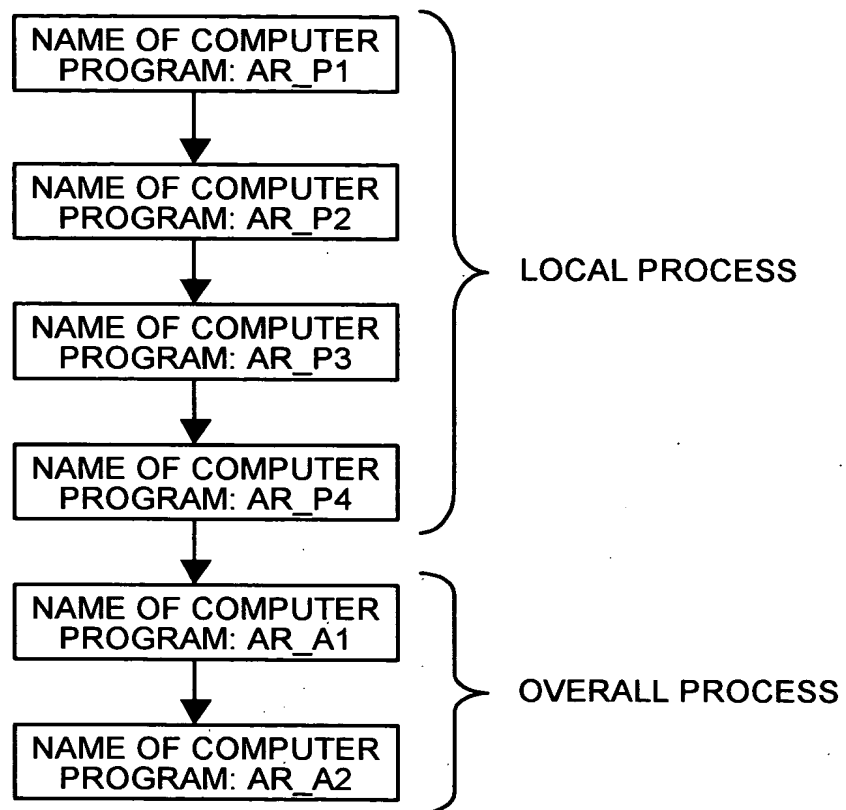 NAME OF COMPUTER
PROGRAM: AR_P1
NAME OF COMPUTER
PROGRAM: AR_P2
NAME OF COMPUTER
PROGRAM: AR_P3
NAME OF COMPUTER
PROGRAM: AR_P4
LOCAL PROCESS
NAME OF COMPUTER
PROGRAM: AR_A1
NAME OF COMPUTER
PROGRAM: AR_A2
OVERALL PROCESS